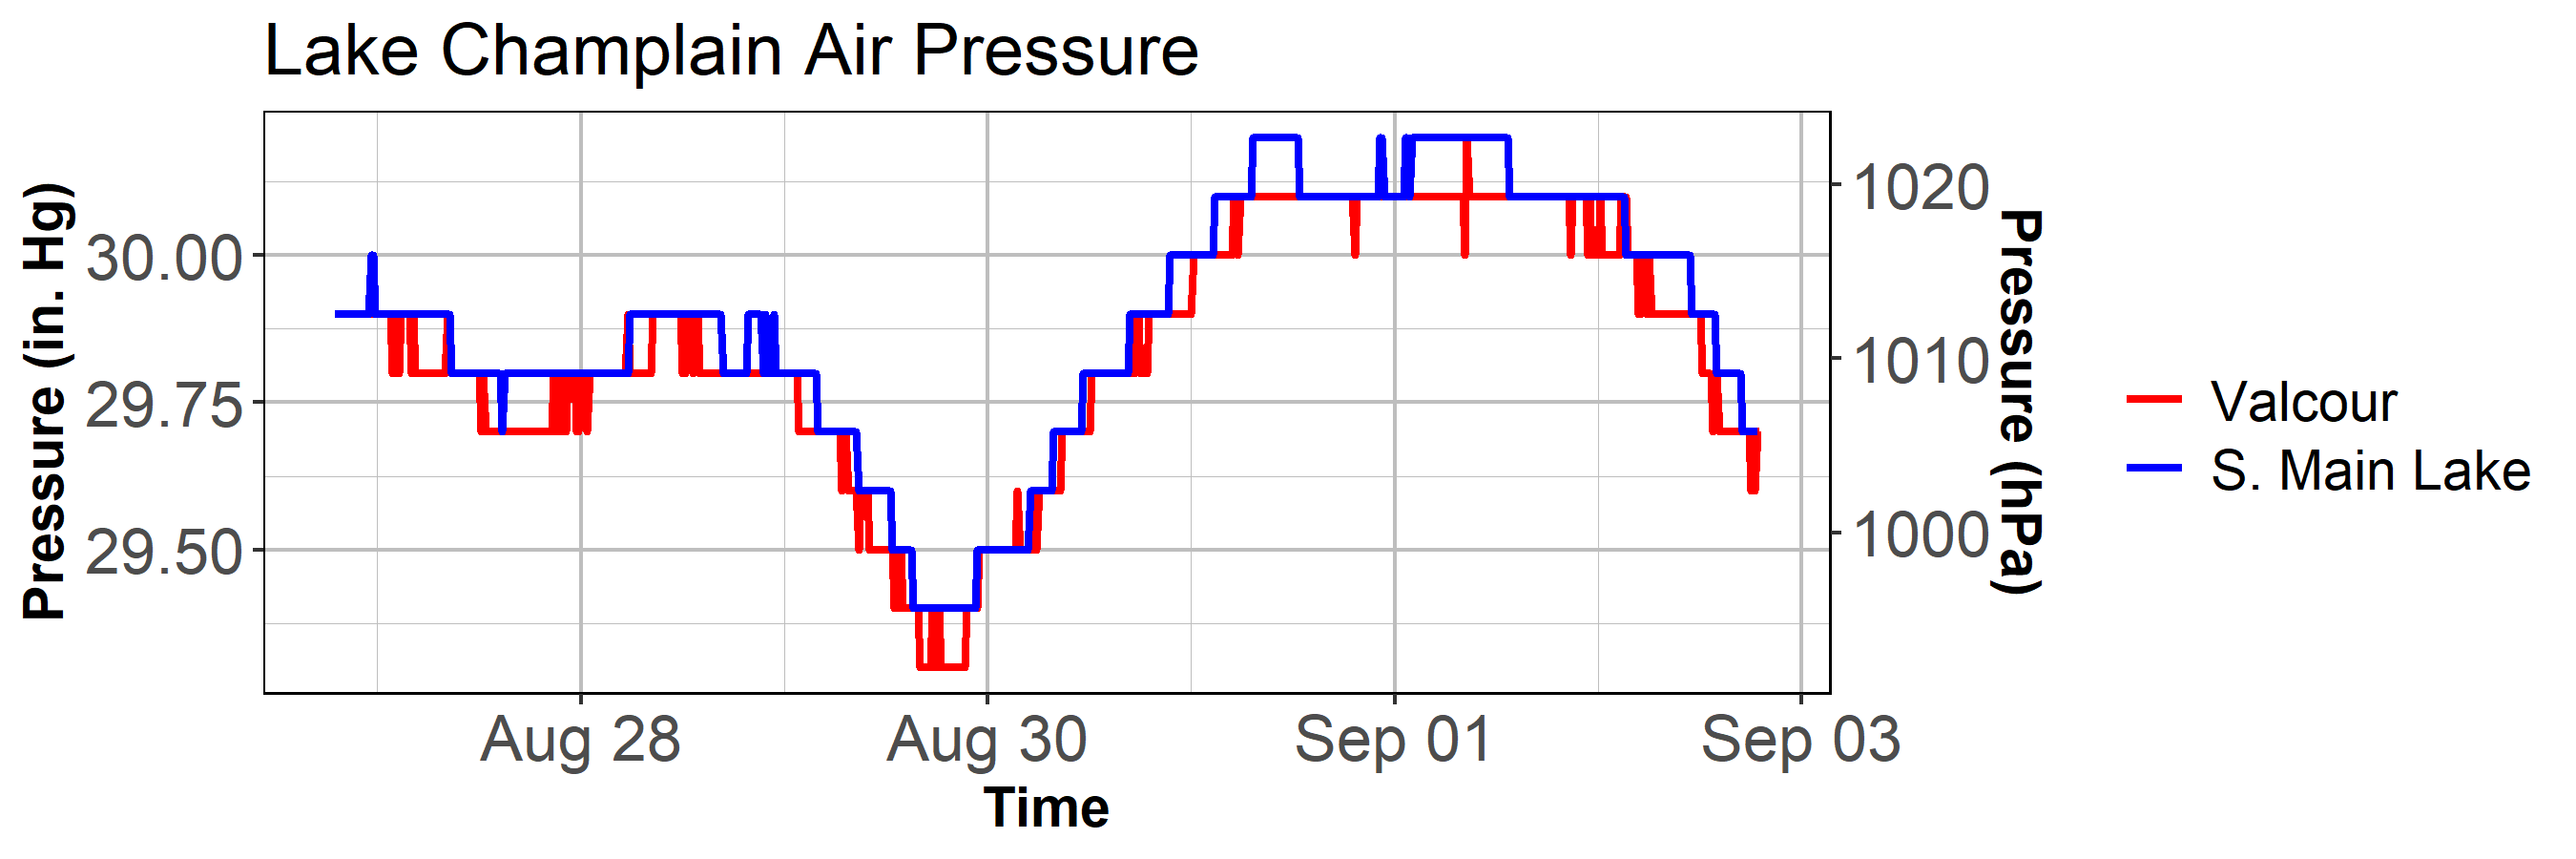 Lake Champlain Air Pressure
Pressure (in. Hg)
30.00
29.75
29.50
1020
1010
1000
Pressure (hPa)
Aug 28
Aug 30
Sep 01
Sep 03
Time
Valcour
S. Main Lake